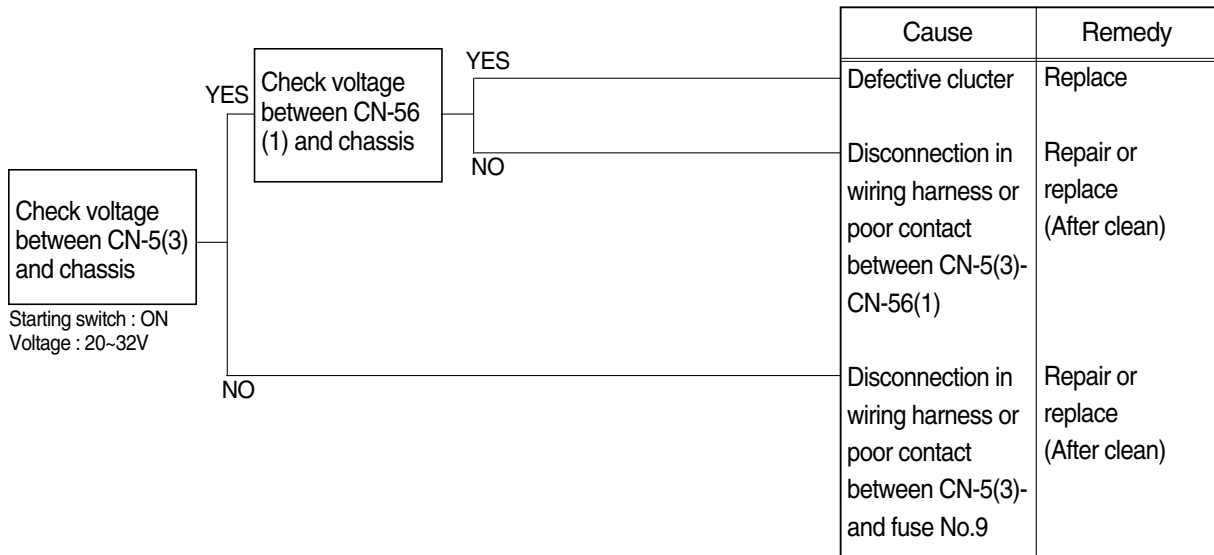 Check voltage
between CN-5(3)
and chassis
Starting switch : ON
Voltage : 20~32V
YES
NO
Check voltage
between CN-56
(1) and chassis
YES
NO
Cause
Remedy
Defective clucter
Replace
Disconnection in
wiring harness or
poor contact
between CN-5(3)-
CN-56(1)
Repair or
replace
(After clean)
Disconnection in
wiring harness or
poor contact
between CN-5(3)-
and fuse No.9
Repair or
replace
(After clean)